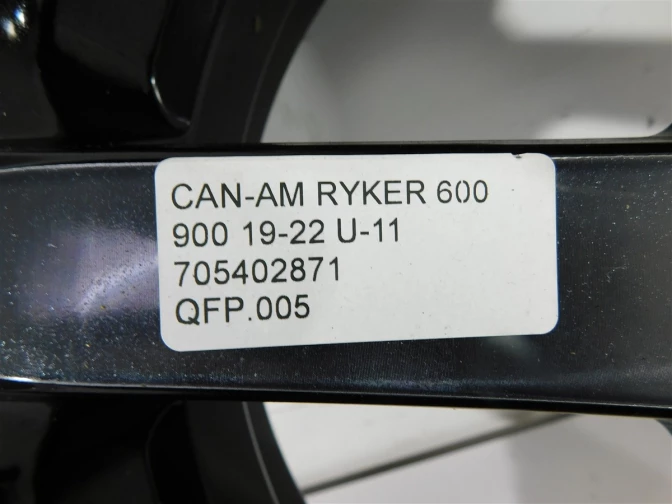 CAN-AM RYKER 600
900 19-22 U-11
705402871
QFP.005